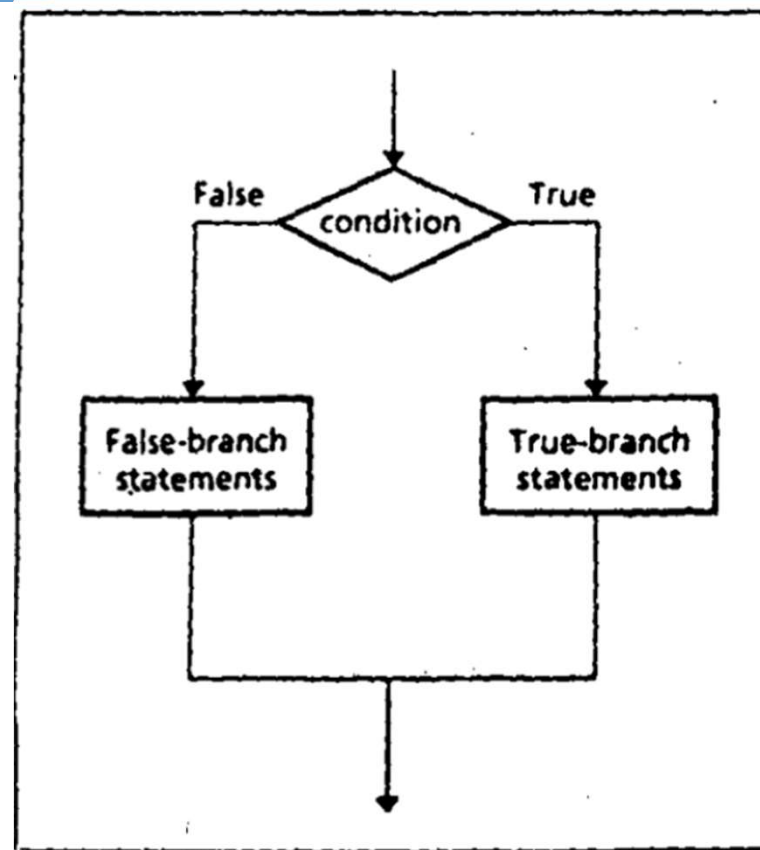 False
True
condition
False-branch
statements
True-branch
statements